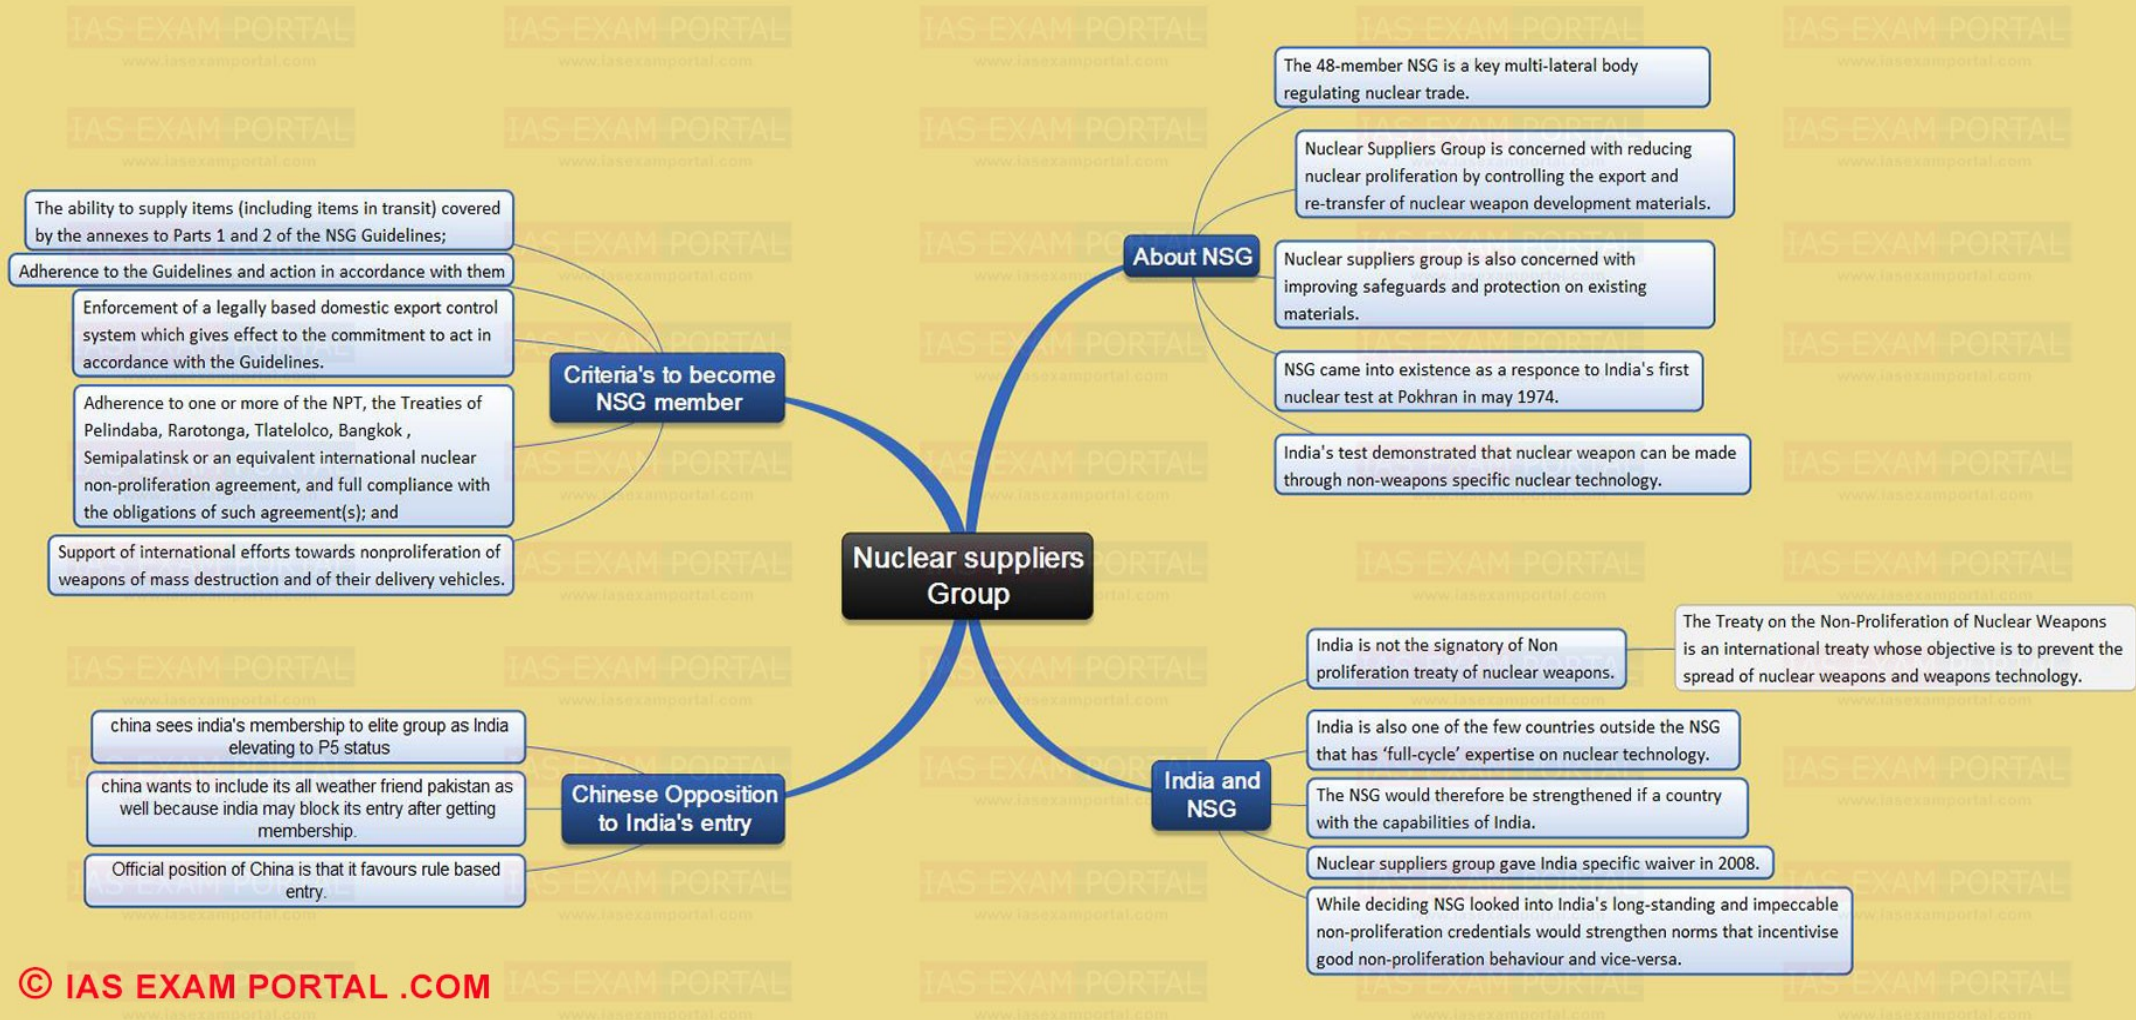 Nuclear suppliers
Group
About NSG
The 48-member NSG is a key multi-lateral body
regulating nuclear trade.
Nuclear Suppliers Group is concerned with reducing
nuclear proliferation by controlling the export and
re-transfer of nuclear weapon development materials.
Nuclear suppliers group is also concerned with
improving safeguards and protection on existing
materials.
NSG came into existence as a responce to India's first
nuclear test at Pokhran in may 1974.
India's test demonstrated that nuclear weapon can be made
through non-weapons specific nuclear technology.
India and
NSG
India is not the signatory of Non
proliferation treaty of nuclear weapons.
The Treaty on the Non-Proliferation of Nuclear Weapons
is an international treaty whose objective is to prevent the
spread of nuclear weapons and weapons technology.
India is also one of the few countries outside the NSG
that has ‘full-cycle’ expertise on nuclear technology.
The NSG would therefore be strengthened if a country
with the capabilities of India.
Nuclear suppliers group gave India specific waiver in 2008.
While deciding NSG looked into India's long-standing and impeccable
non-proliferation credentials would strengthen norms that incentivise
good non-proliferation behaviour and vice-versa.
Criteria's to become
NSG member
The ability to supply items (including items in transit) covered
by the annexes to Parts 1 and 2 of the NSG Guidelines;
Adherence to the Guidelines and action in accordance with them
Enforcement of a legally based domestic export control
system which gives effect to the commitment to act in
accordance with the Guidelines.
Adherence to one or more of the NPT, the Treaties of
Pelindaba, Rarotonga, Tlatelolco, Bangkok ,
Semipalatinsk or an equivalent international nuclear
non-proliferation agreement, and full compliance with
the obligations of such agreement(s); and
Support of international efforts towards nonproliferation of
weapons of mass destruction and of their delivery vehicles.
Chinese Opposition
to India's entry
china sees india's membership to elite group as India
elevating to P5 status
china wants to include its all weather friend pakistan as
well because india may block its entry after getting
membership.
Official position of China is that it favours rule based
entry.
© IAS EXAM PORTAL .COM
IAS EXAM PORTAL
www.iasexamportal.com